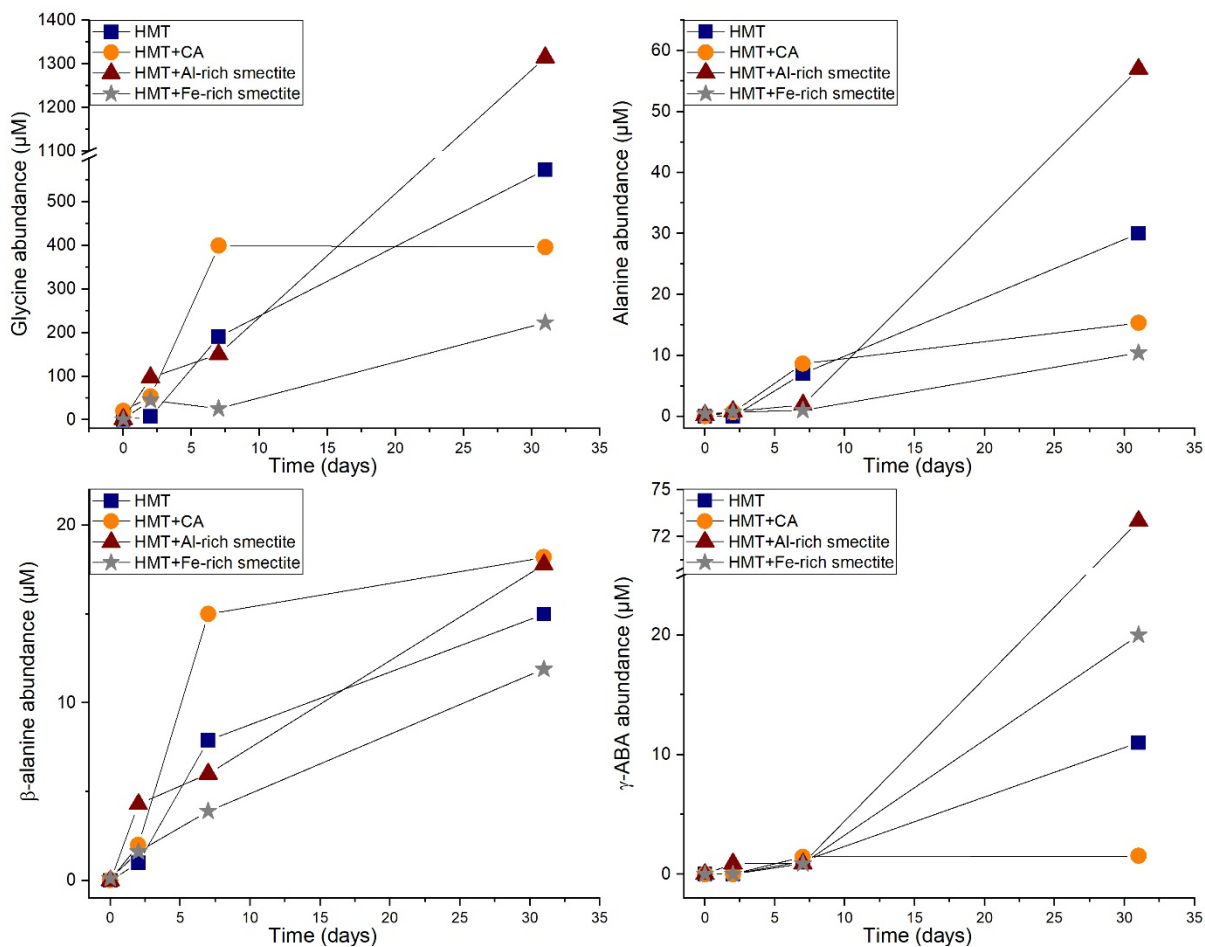 HMT
HMT+CA
HMT+Al-rich smectite
HMT+Fe-rich smectite
1400
1300
1200
1100
500
400
300
200
100
0
Glycine abundance (µM)
0 5 10 15 20 25 30 35
Time (days)
HMT
HMT+CA
HMT+Al-rich smectite
HMT+Fe-rich smectite
60
50
40
30
20
10
0
Alanine abundance (µM)
0 5 10 15 20 25 30 35
Time (days)
HMT
HMT+CA
HMT+Al-rich smectite
HMT+Fe-rich smectite
20
10
0
β-alanine abundance (µM)
0 5 10 15 20 25 30 35
Time (days)
HMT
HMT+CA
HMT+Al-rich smectite
HMT+Fe-rich smectite
75
72
20
10
0
γ-ABA abundance (µM)
0 5 10 15 20 25 30 35
Time (days)